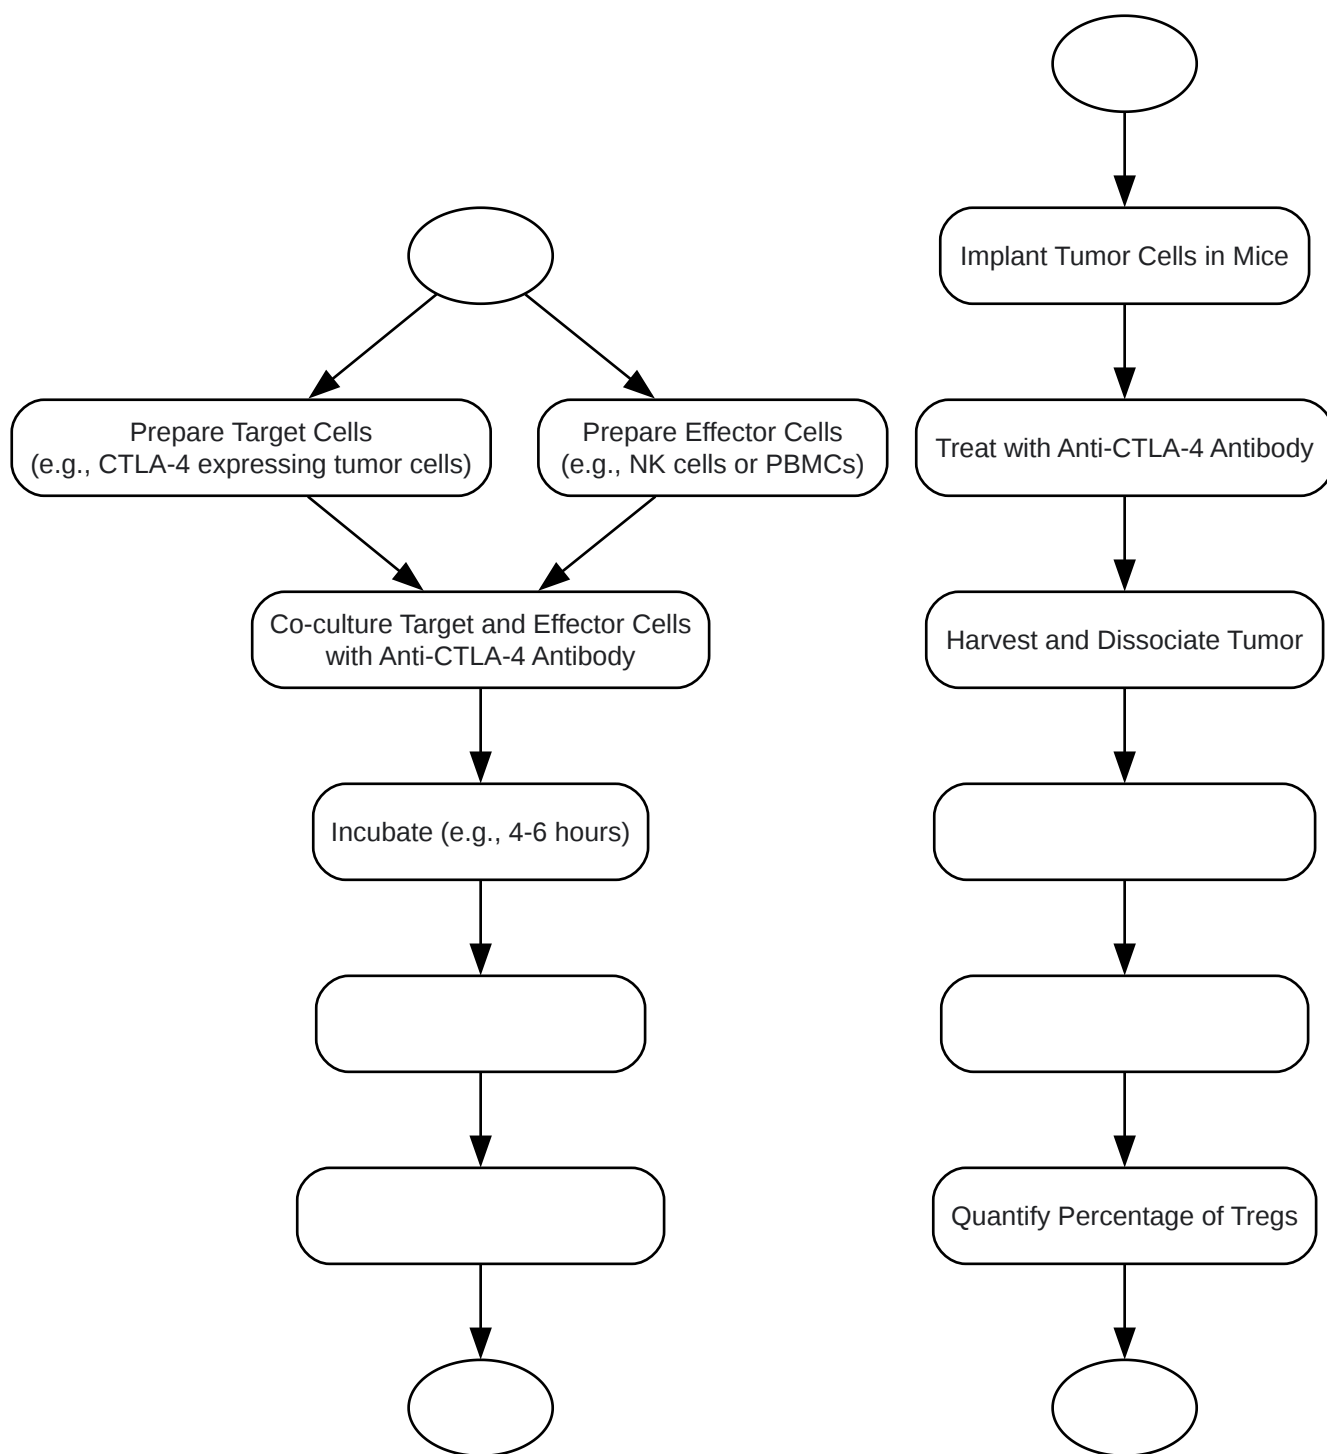 Implant Tumor Cells in Mice
Prepare Target Cells
(e.g., CTLA-4 expressing tumor cells)
Prepare Effector Cells
(e.g., NK cells or PBMCs)
Treat with Anti-CTLA-4 Antibody
Co-culture Target and Effector Cells
with Anti-CTLA-4 Antibody
Harvest and Dissociate Tumor
Incubate (e.g., 4-6 hours)
Quantify Percentage of Tregs